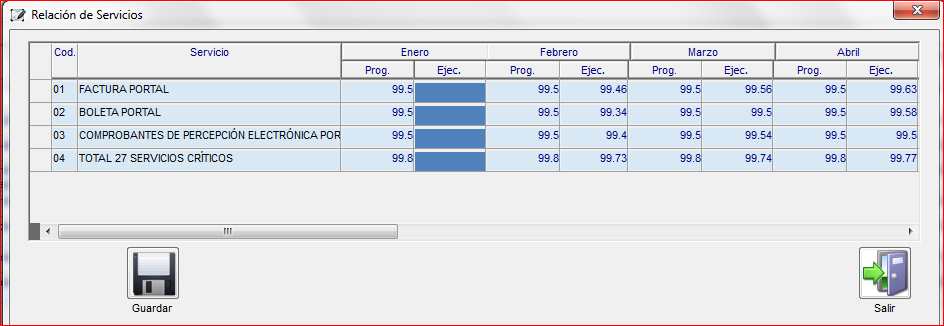 Relación de Servicios
Cod. Servicio Enero Febrero Marzo Abril
Prog. Ejec. Prog. Ejec. Prog. Ejec. Prog. Ejec.
01 FACTURA PORTAL 99.5 99.5 99.46 99.5 99.56 99.5 99.63
02 BOLETA PORTAL 99.5 99.5 99.34 99.5 99.5 99.5 99.58
03 COMPROBANTES DE PERCEPCIÓN ELECTRÓNICA POR 99.5 99.5 99.4 99.5 99.54 99.5 99.5
04 TOTAL 27 SERVICIOS CRÍTICOS 99.8 99.8 99.73 99.8 99.74 99.8 99.77
Guardar Salir